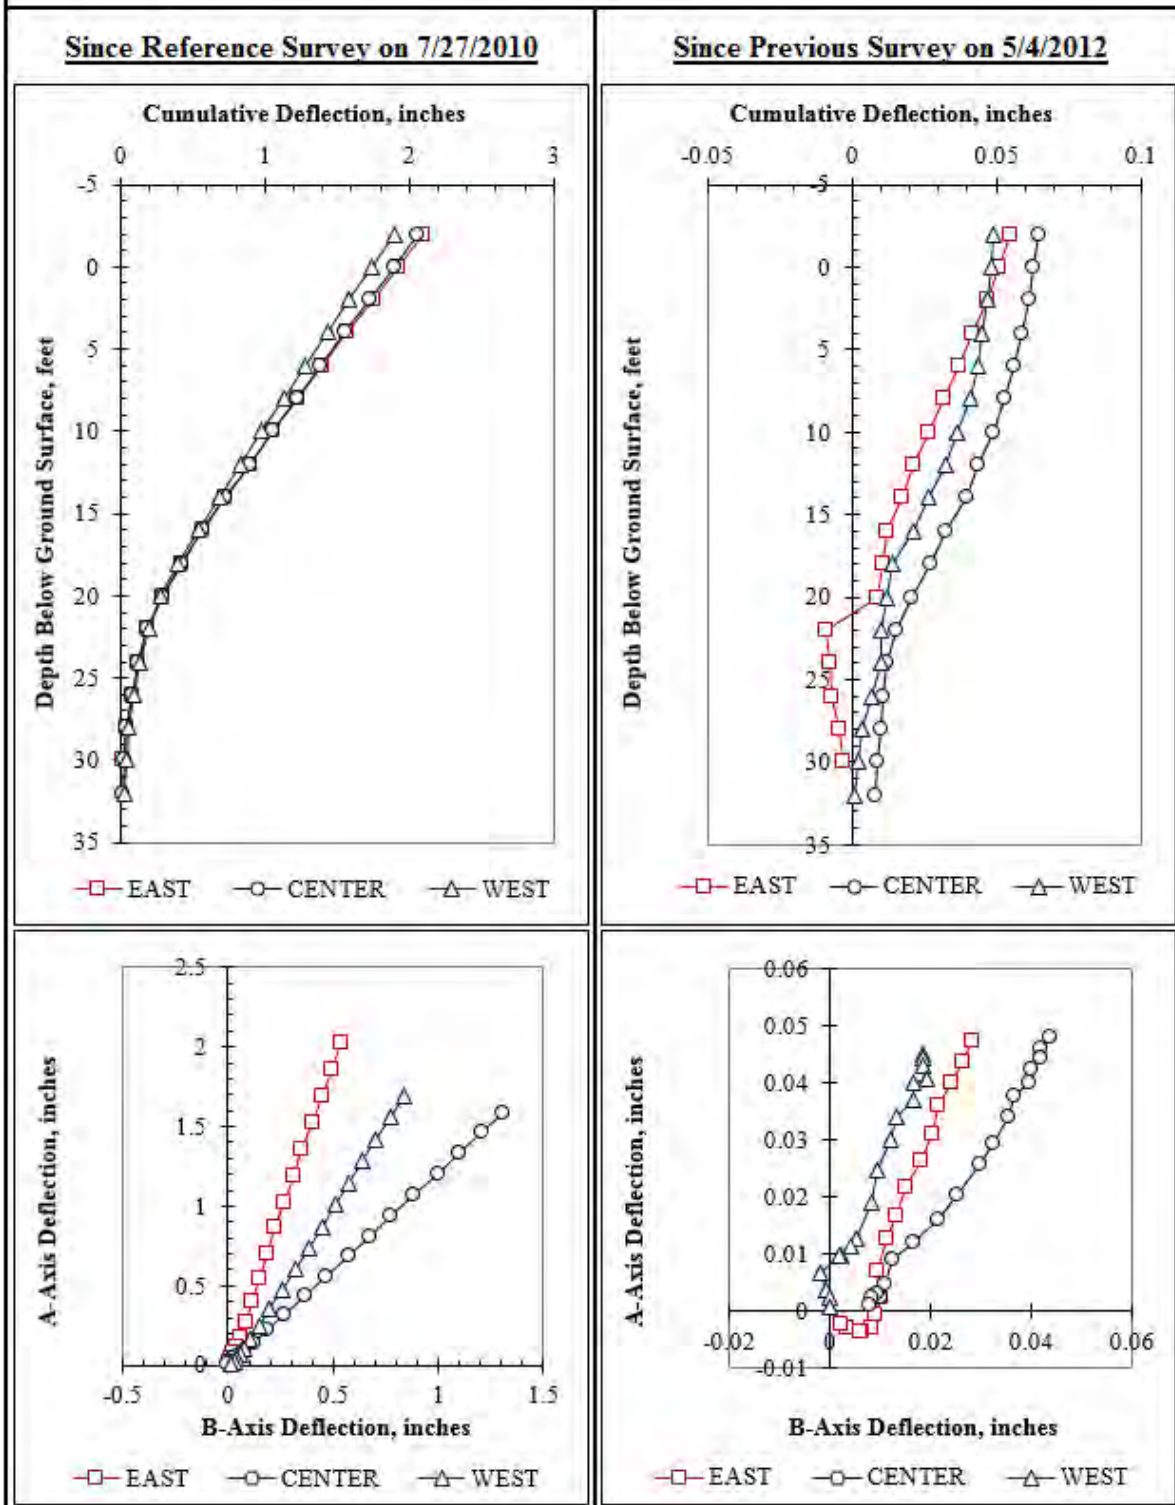 Since Reference Survey on 7/27/2010
Cumulative Deflection, inches
0 1 2 3
-5
0
5
10
15
20
25
30
35
Depth Below Ground Surface, feet
EAST CENTER WEST
Since Previous Survey on 5/4/2012
Cumulative Deflection, inches
-0.05 0 0.05 0.1
-5
0
5
10
15
20
25
30
35
Depth Below Ground Surface, feet
EAST CENTER WEST
2.5
2
1.5
1
0.5
0
A-Axis Deflection, inches
-0.5 0 0.5 1 1.5
B-Axis Deflection, inches
EAST CENTER WEST
0.06
0.05
0.04
0.03
0.02
0.01
0
-0.01
A-Axis Deflection, inches
-0.02 0 0.02 0.04 0.06
B-Axis Deflection, inches
EAST CENTER WEST